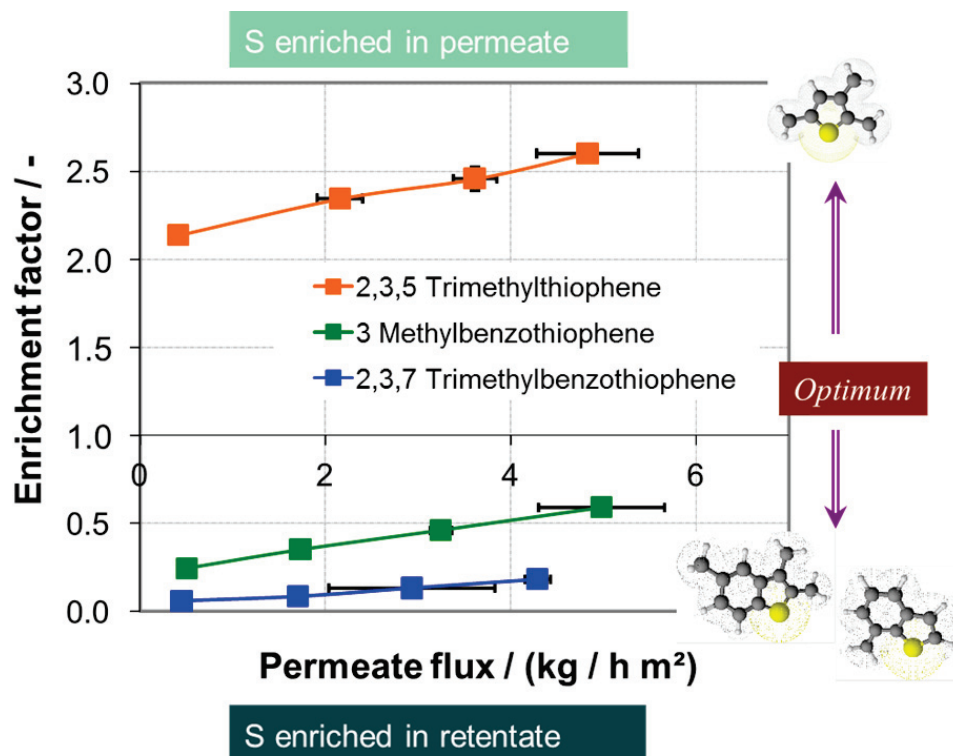 S enriched in permeate
Enrichment factor / -
3.0
2.5
2.0
1.5
1.0
0.5
0.0
0
2
4
6
2,3,5 Trimethylthiophene
3 Methylbenzothiophene
2,3,7 Trimethylbenzothiophene
Optimum
Permeate flux / (kg / h m²)
S enriched in retentate